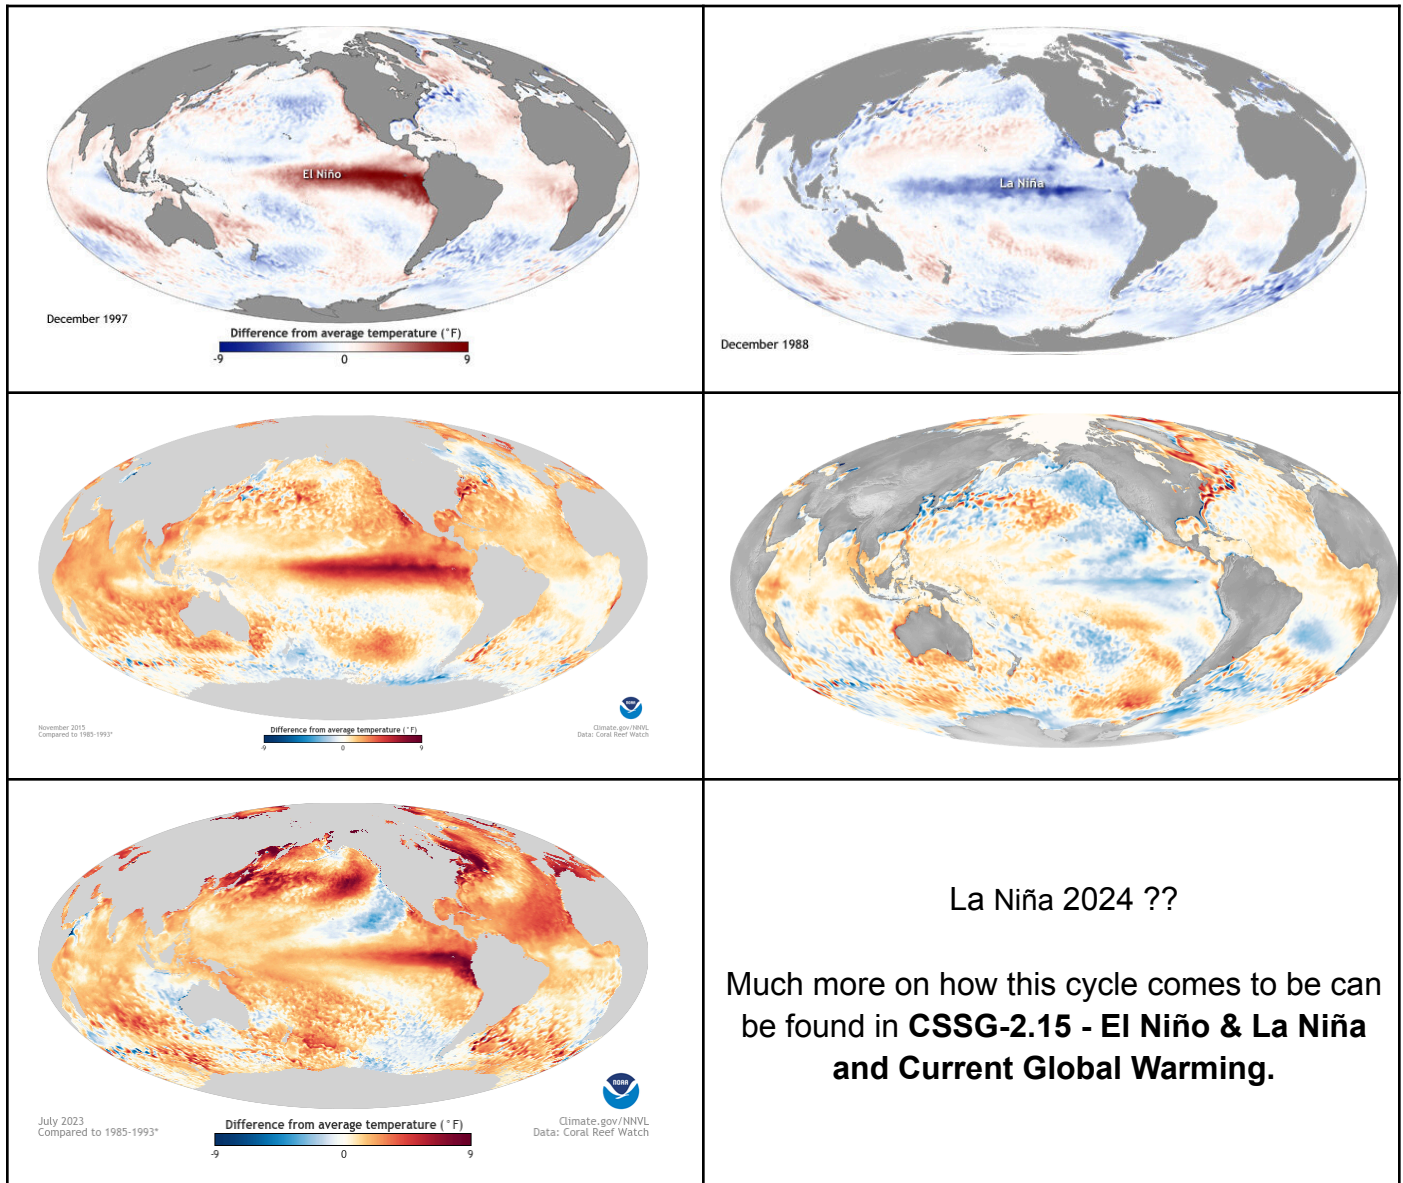 El Niño
December 1997
Difference from average temperature (°F)
-9 0 9
La Niña
December 1988
November 2015
Compared to 1985-1993*
Difference from average temperature (°F)
-9 0 9
NOAA
Climate.gov/NNVL
Data: Coral Reef Watch
July 2023
Compared to 1985-1993*
Difference from average temperature (°F)
-9 0 9
NOAA
Climate.gov/NNVL
Data: Coral Reef Watch
La Niña 2024 ??
Much more on how this cycle comes to be can
be found in CSSG-2.15 - El Niño & La Niña
and Current Global Warming.